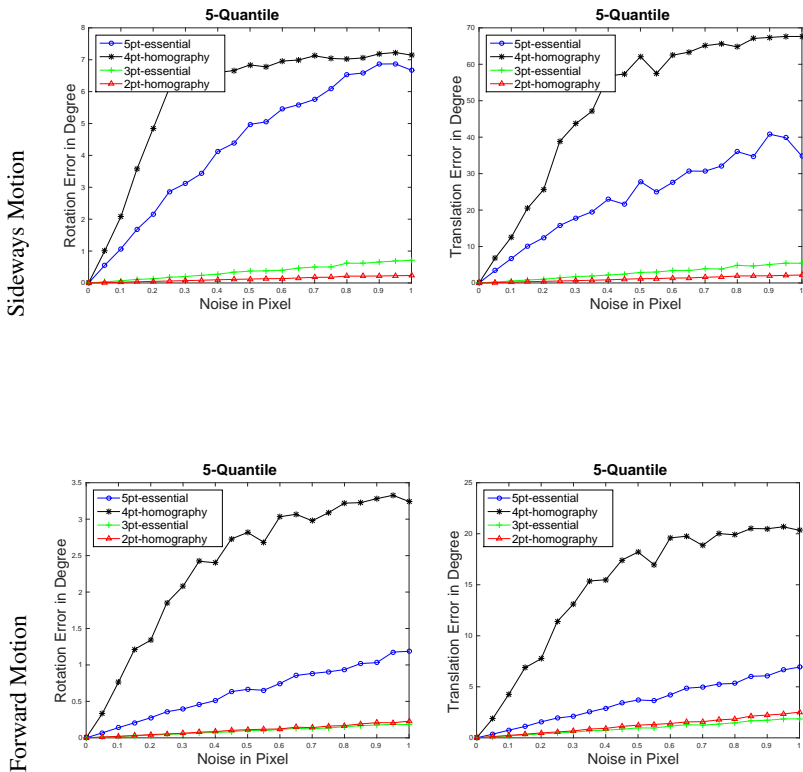 Sideways Motion
5-Quantile
Rotation Error in Degree
8
7
6
5
4
3
2
1
0
5pt-essential
4pt-homography
3pt-essential
2pt-homography
0 0.1 0.2 0.3 0.4 0.5 0.6 0.7 0.8 0.9 1
Noise in Pixel
5-Quantile
Translation Error in Degree
70
60
50
40
30
20
10
0
5pt-essential
4pt-homography
3pt-essential
2pt-homography
0 0.1 0.2 0.3 0.4 0.5 0.6 0.7 0.8 0.9 1
Noise in Pixel
Forward Motion
5-Quantile
Rotation Error in Degree
3.5
3
2.5
2
1.5
1
0.5
0
5pt-essential
4pt-homography
3pt-essential
2pt-homography
0 0.1 0.2 0.3 0.4 0.5 0.6 0.7 0.8 0.9 1
Noise in Pixel
5-Quantile
Translation Error in Degree
25
20
15
10
5
0
5pt-essential
4pt-homography
3pt-essential
2pt-homography
0 0.1 0.2 0.3 0.4 0.5 0.6 0.7 0.8 0.9 1
Noise in Pixel